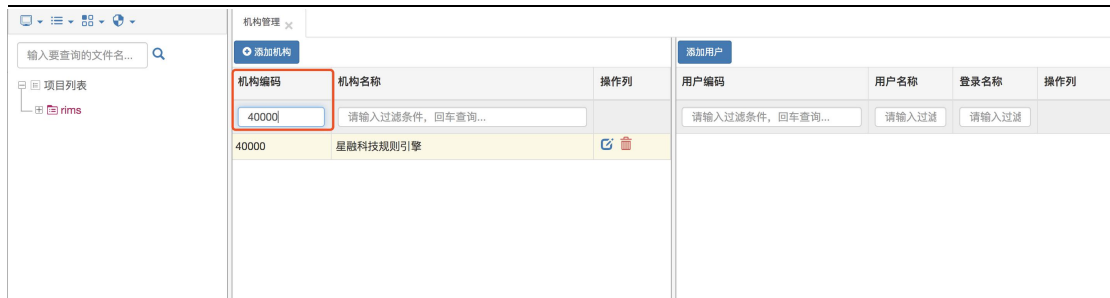 机构管理
输入要查询的文件名...
项目列表
rims
添加机构
机构编码 机构名称 操作列
40000 请输入过滤条件，回车查询...
40000 星融科技规则引擎
添加用户
用户编码 用户名称 登录名称 操作列
请输入过滤条件，回车查询... 请输入过滤 请输入过滤